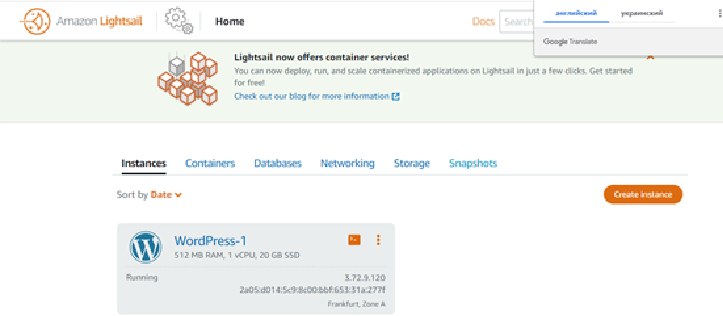 Amazon Lightsail
Home
Docs
Search
английский украинский
Google Translate
Lightsail now offers container services!
You can now deploy, run, and scale containerized applications on Lightsail in just a few clicks. Get started
for free!
Check out our blog for more information
Instances Containers Databases Networking Storage Snapshots
Sort by Date
Create instance
WordPress-1
512 MB RAM, 1 vCPU, 20 GB SSD
Running
3.72.9.120
2a05:d014:5c9:8c00:bbf:653:31a:277f
Frankfurt, Zone A